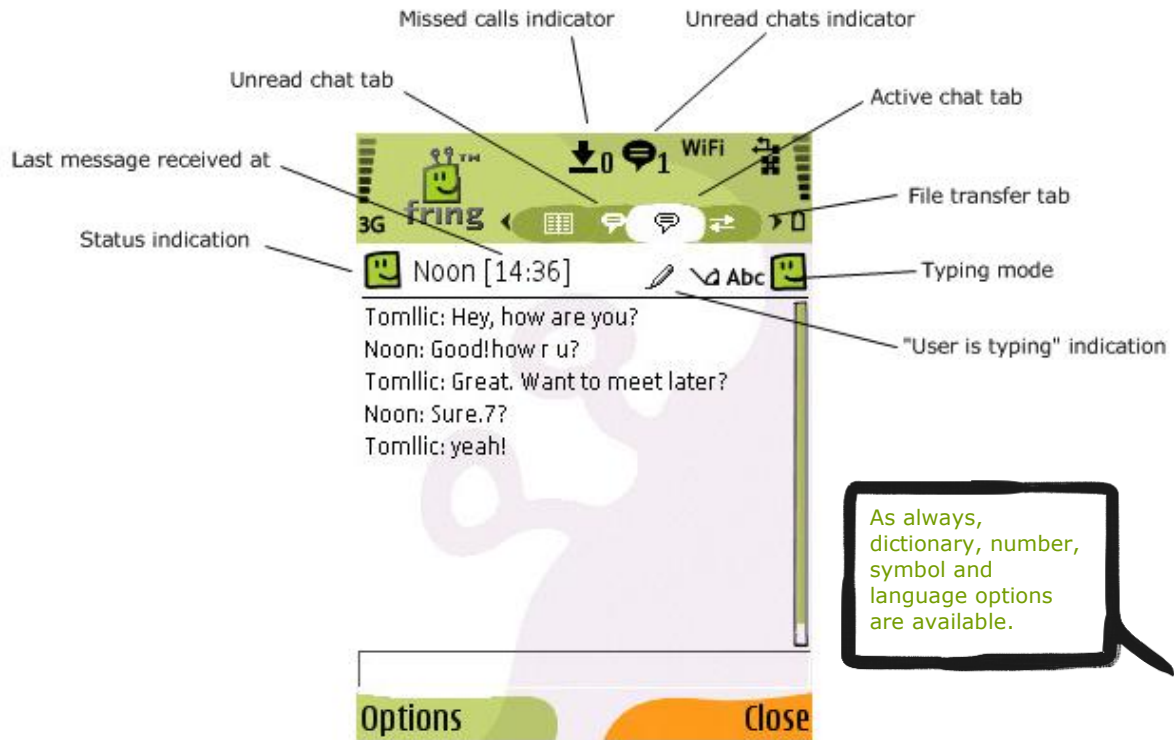 Missed calls indicator
Unread chats indicator
Unread chat tab
Active chat tab
Last message received at
File transfer tab
Status indication
Typing mode
"User is typing" indication
0 1 WiFi
TM
fring
3G
Noon [14:36]
Abc
Tomllic: Hey, how are you?
Noon: Good!how r u?
Tomllic: Great. Want to meet later?
Noon: Sure.7?
Tomllic: yeah!
As always,
dictionary, number,
symbol and
language options
are available.
Options
Close